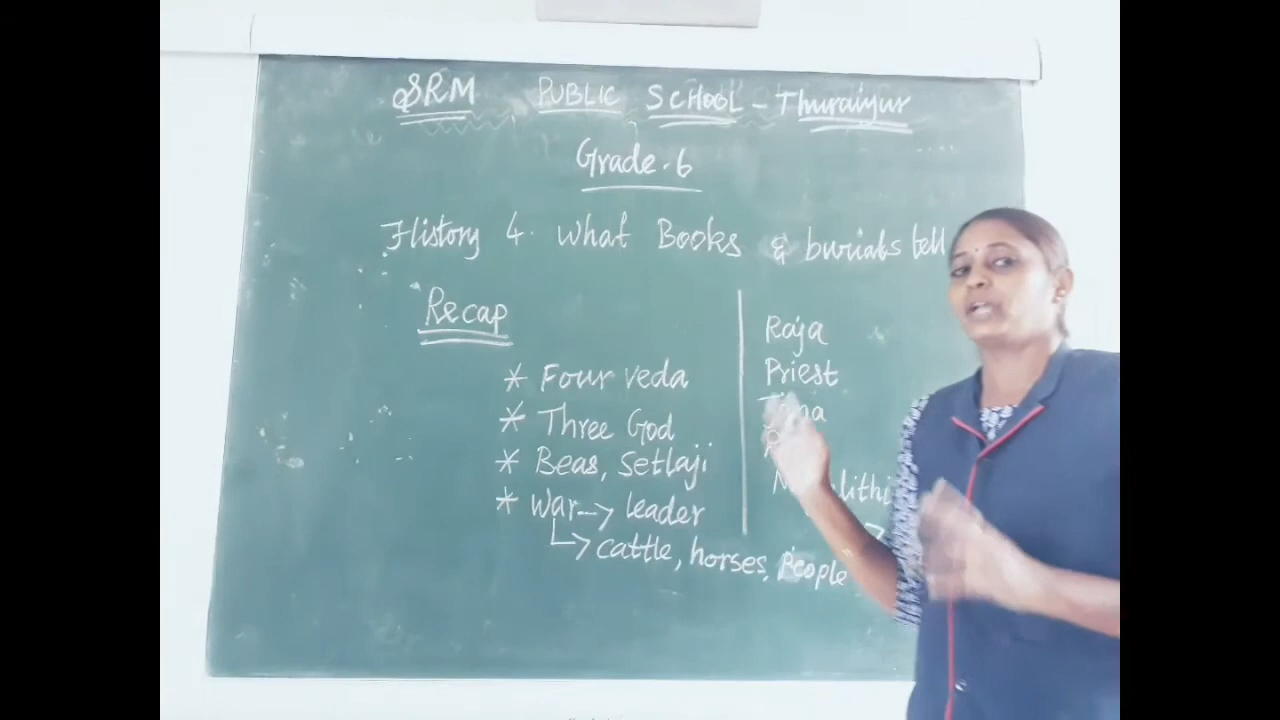 SRM PUBLIC SCHOOL - Thuraiyur
Grade. 6
History 4. What Books & burials tell
Recap
* Four veda
* Three God
* Beas, Setlaji
* War --> leader
↳ cattle, horses, People
Raja
Priest